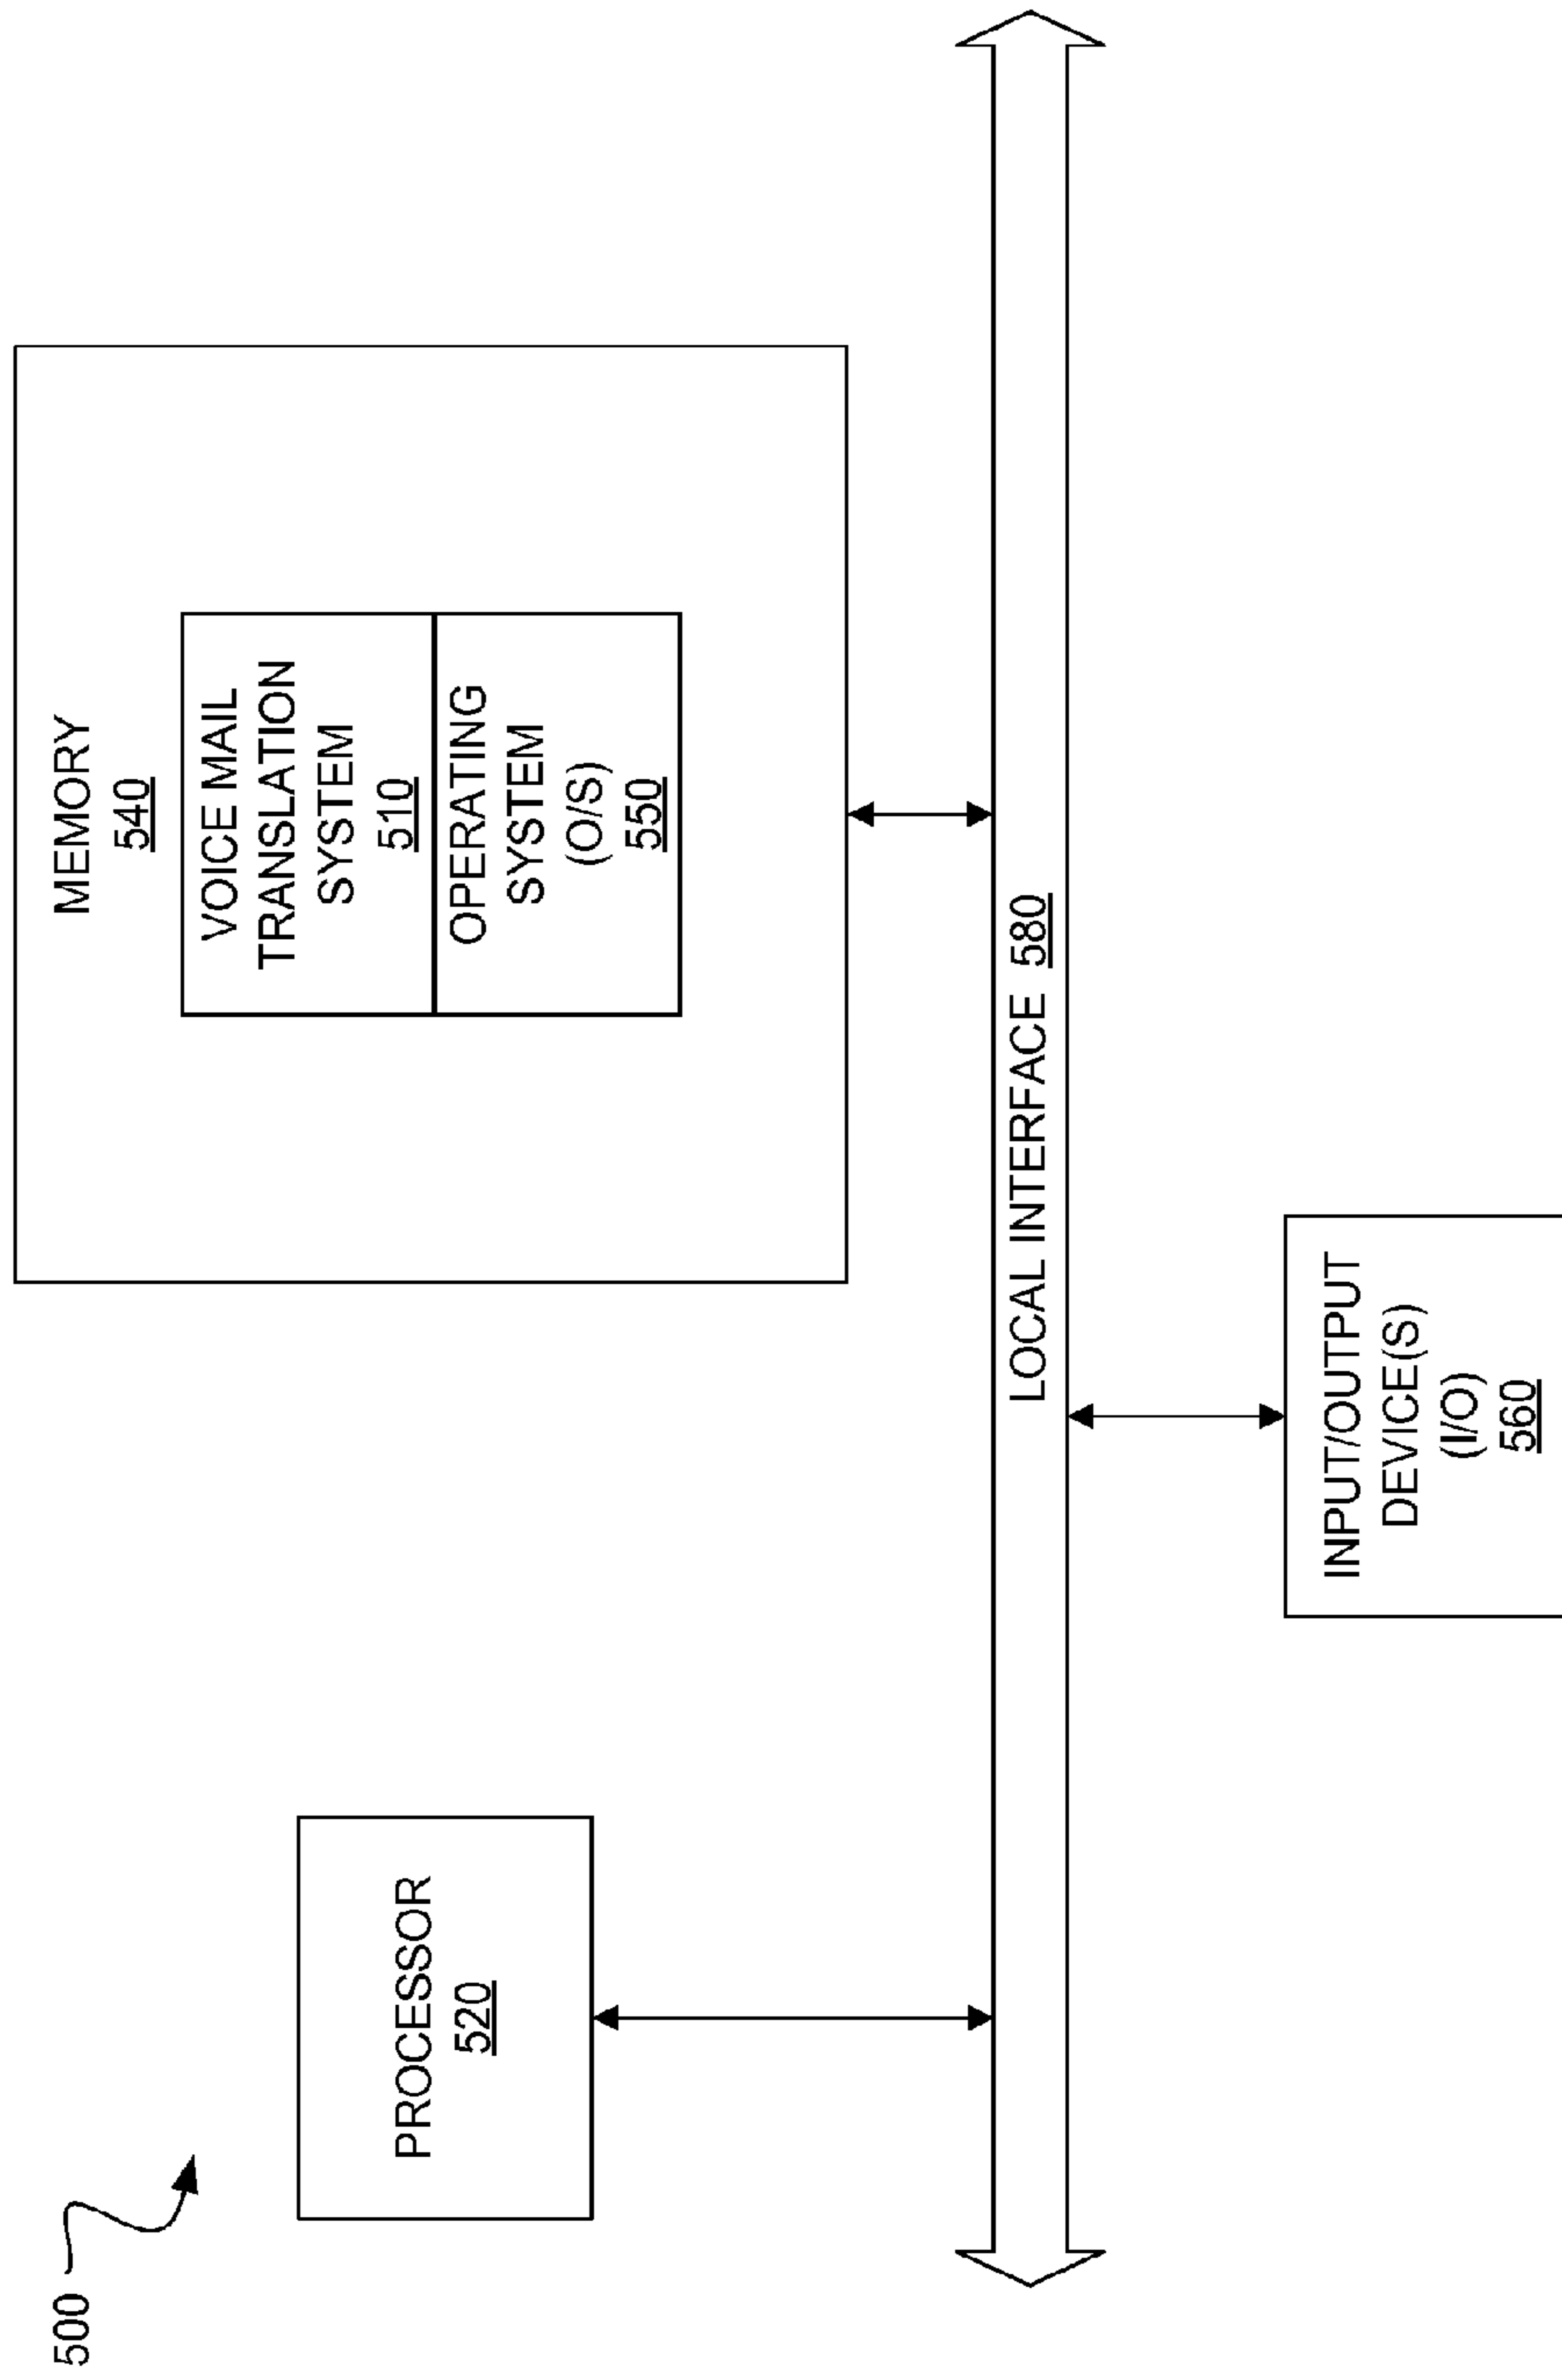 500
PROCESSOR
520
MEMORY
540
VOICE MAIL
TRANSLATION
SYSTEM
510
OPERATING
SYSTEM
(O/S)
550
LOCAL INTERFACE 580
INPUT/OUTPUT
DEVICE(S)
(I/O)
560